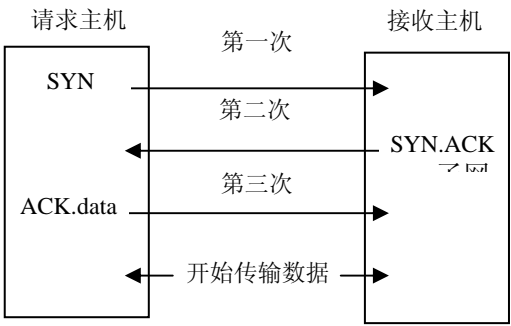 请求主机
接收主机
第一次
SYN
第二次
SYN.ACK
第三次
ACK.data
开始传输数据